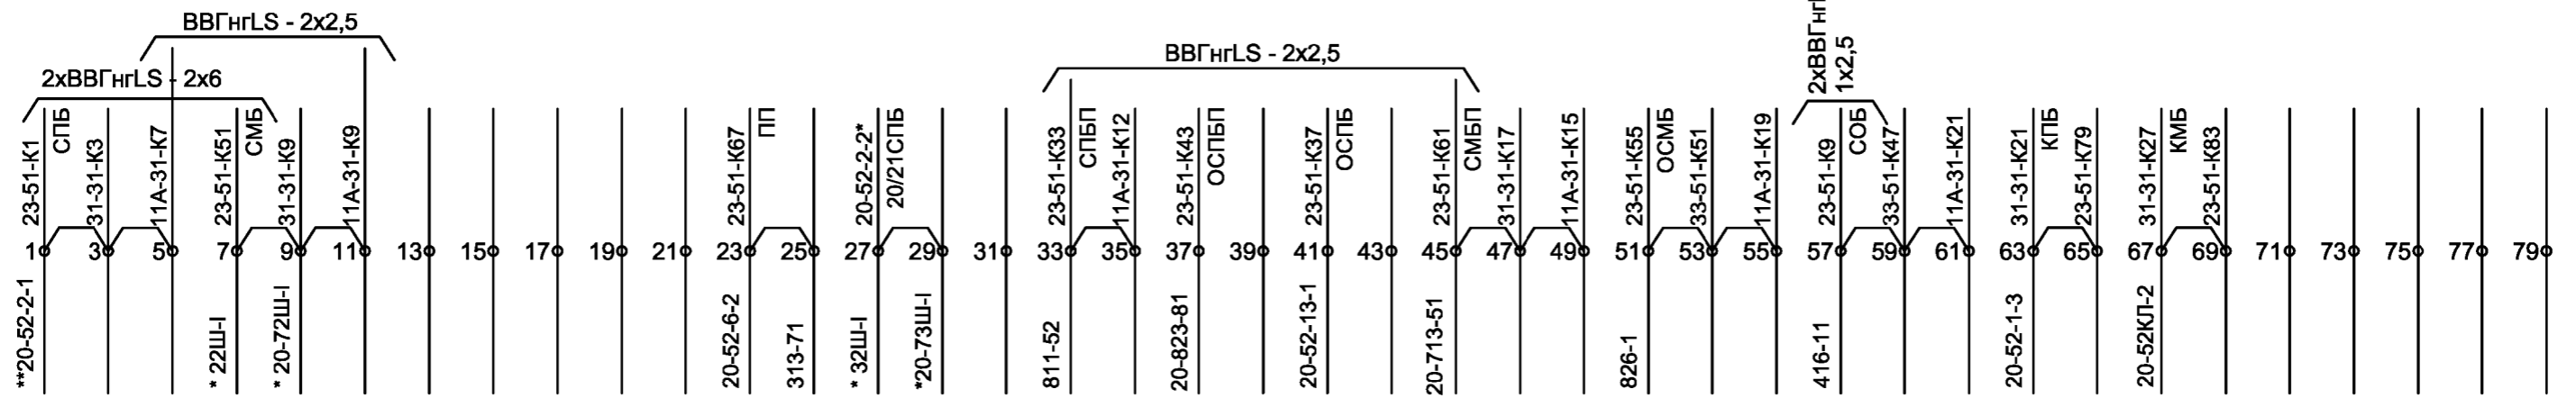 ВВГнгLS - 2х2,5
2хВВГнгLS - 2х6
ВВГнгLS - 2х2,5
1х2,5
23-51-К1
СПБ
31-31-К3
11А-31-К7
23-51-К51
СМБ
31-31-К9
11А-31-К9
23-51-К67
ПП
20-52-2-2*
20/21СПБ
23-51-К33
СПБП
11А-31-К12
23-51-К43
ОСПБП
23-51-К37
ОСПБ
23-51-К61
СМБП
31-31-К17
11А-31-К15
23-51-К55
ОСМБ
33-51-К51
11А-31-К19
23-51-К9
СОБ
33-51-К47
11А-31-К21
31-31-К21
КПБ
23-51-К79
31-31-К27
КМБ
23-51-К83
1 3 5 7 9 11 13 15 17 19 21 23 25 27 29 31 33 35 37 39 41 43 45 47 49 51 53 55 57 59 61 63 65 67 69 71 73 75 77 79
**20-52-2-1
* 22Ш-I
* 20-72Ш-I
20-52-6-2
313-71
* 32Ш-I
*20-73Ш-I
811-52
20-823-81
20-52-13-1
20-713-51
826-1
416-11
20-52-1-3
20-52КЛ-2